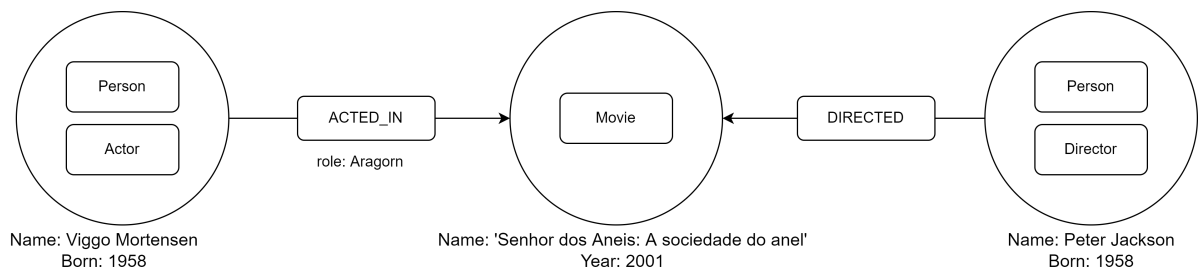 Person
Actor
Name: Viggo Mortensen
Born: 1958
ACTED_IN
role: Aragorn
Movie
Name: 'Senhor dos Aneis: A sociedade do anel'
Year: 2001
DIRECTED
Person
Director
Name: Peter Jackson
Born: 1958